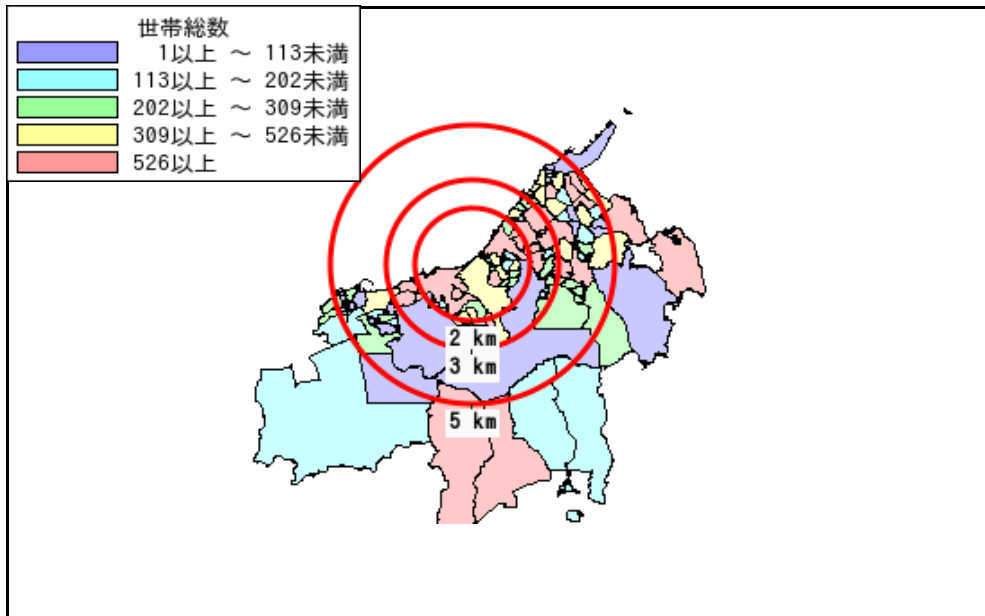 世帯総数
1以上 ～ 113未満
113以上 ～ 202未満
202以上 ～ 309未満
309以上 ～ 526未満
526以上
2 km
3 km
5 km